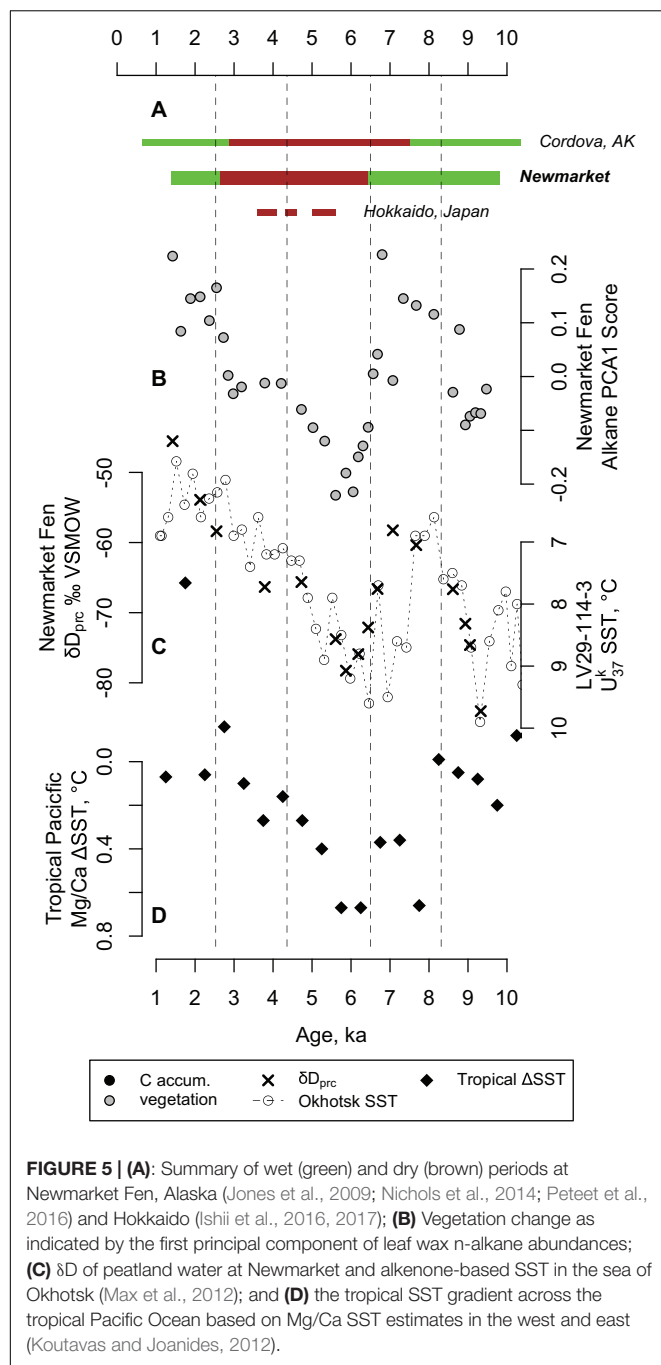 0 1 2 3 4 5 6 7 8 9 10
A
Cordova, AK
Newmarket
Hokkaido, Japan
B
0.2
0.1
0.0
-0.2
Newmarket Fen
Alkane PCA1 Score
-50
-60
-70
-80
Newmarket Fen
δDprc ‰ VSMOW
C
7
8
9
10
LV29-114-3
U37k SST, °C
0.0
0.4
0.8
Tropical Pacicfic
Mg/Ca ΔSST, °C
D
1 2 3 4 5 6 7 8 9 10
Age, ka
C accum. δDprc Tropical ΔSST
vegetation Okhotsk SST
FIGURE 5 | (A): Summary of wet (green) and dry (brown) periods at
Newmarket Fen, Alaska (Jones et al., 2009; Nichols et al., 2014; Peteet et al.,
2016) and Hokkaido (Ishii et al., 2016, 2017); (B) Vegetation change as
indicated by the first principal component of leaf wax n-alkane abundances;
(C) δD of peatland water at Newmarket and alkenone-based SST in the sea of
Okhotsk (Max et al., 2012); and (D) the tropical SST gradient across the
tropical Pacific Ocean based on Mg/Ca SST estimates in the west and east
(Koutavas and Joanides, 2012).